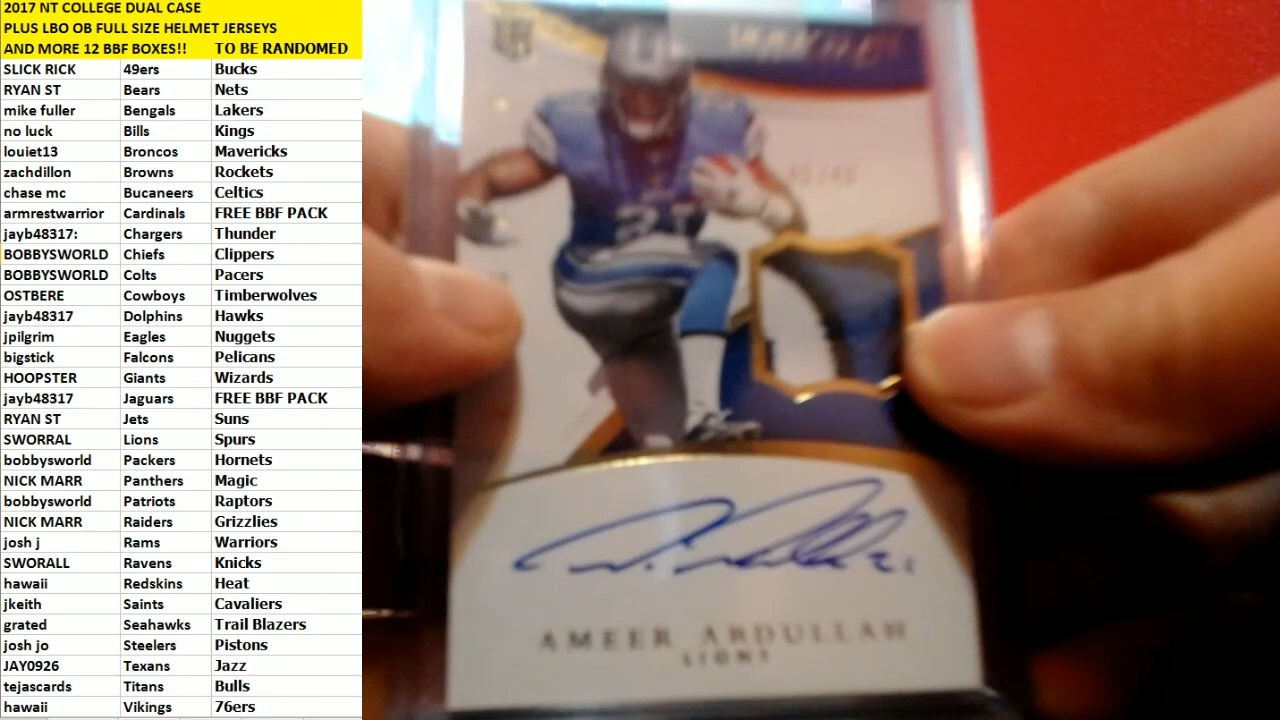 2017 NT COLLEGE DUAL CASE
PLUS LBO OB FULL SIZE HELMET JERSEYS
AND MORE 12 BBF BOXES!! TO BE RANDOMED
SLICK RICK 49ers Bucks
RYAN ST Bears Nets
mike fuller Bengals Lakers
no luck Bills Kings
louiet13 Broncos Mavericks
zachdillon Browns Rockets
chase mc Bucaneers Celtics
armrestwarrior Cardinals FREE BBF PACK
jayb48317: Chargers Thunder
BOBBYSWORLD Chiefs Clippers
BOBBYSWORLD Colts Pacers
OSTBERE Cowboys Timberwolves
jayb48317 Dolphins Hawks
jpilgrim Eagles Nuggets
bigstick Falcons Pelicans
HOOPSTER Giants Wizards
jayb48317 Jaguars FREE BBF PACK
RYAN ST Jets Suns
SWORRAL Lions Spurs
bobbysworld Packers Hornets
NICK MARR Panthers Magic
bobbysworld Patriots Raptors
NICK MARR Raiders Grizzlies
josh j Rams Warriors
SWORALL Ravens Knicks
hawaii Redskins Heat
jkeith Saints Cavaliers
grated Seahawks Trail Blazers
josh jo Steelers Pistons
JAY0926 Texans Jazz
tejascards Titans Bulls
hawaii Vikings 76ers
21
AMEER ABDULLAH
LIONS